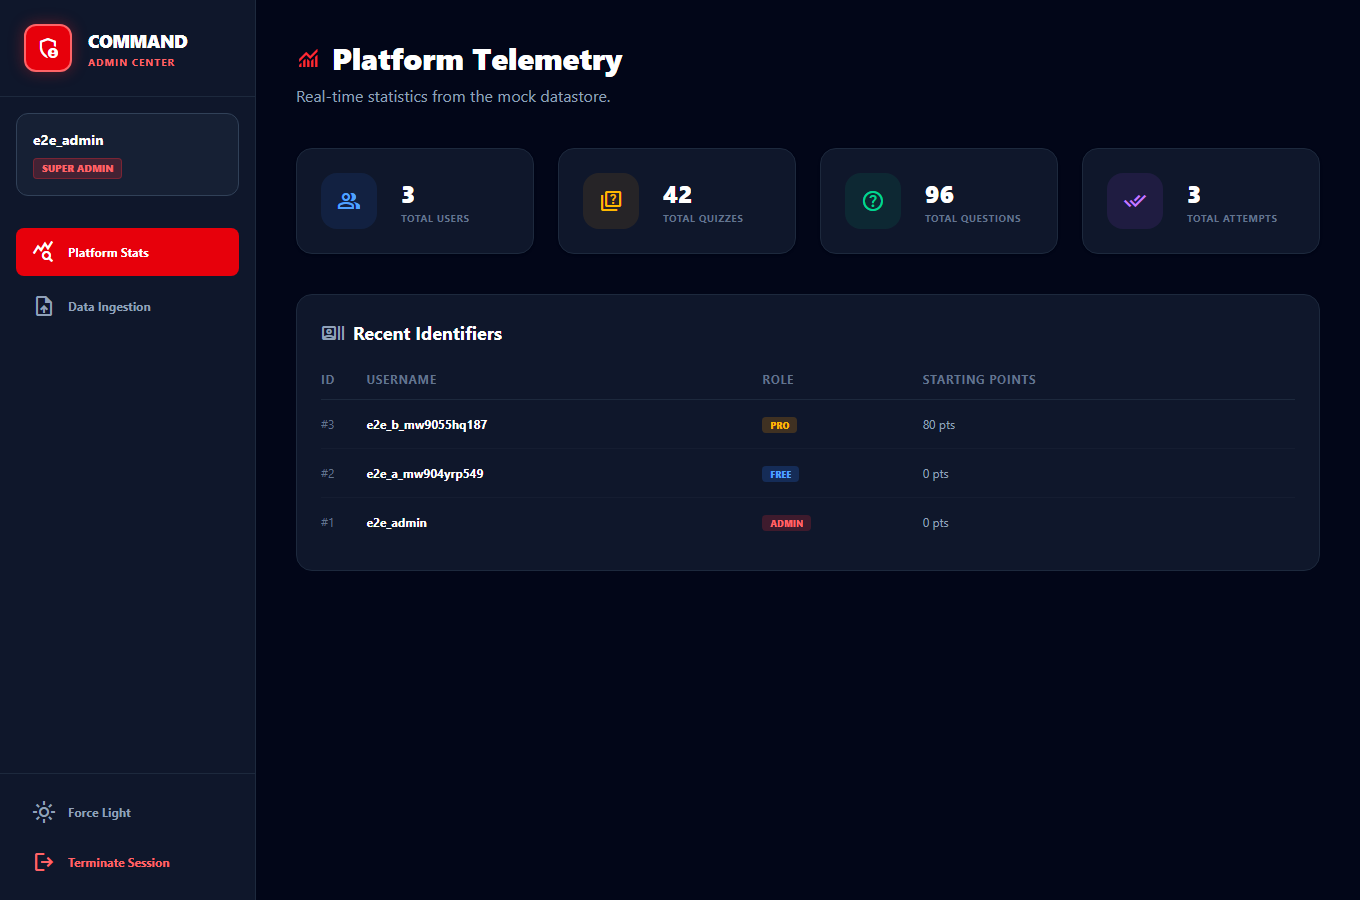 COMMAND
ADMIN CENTER
e2e_admin
SUPER ADMIN
Platform Stats
Data Ingestion
Force Light
Terminate Session
Platform Telemetry
Real-time statistics from the mock datastore.
3
TOTAL USERS
42
TOTAL QUIZZES
96
TOTAL QUESTIONS
3
TOTAL ATTEMPTS
Recent Identifiers
ID USERNAME ROLE STARTING POINTS
#3 e2e_b_mw9055hq187 PRO 80 pts
#2 e2e_a_mw904yrp549 FREE 0 pts
#1 e2e_admin ADMIN 0 pts